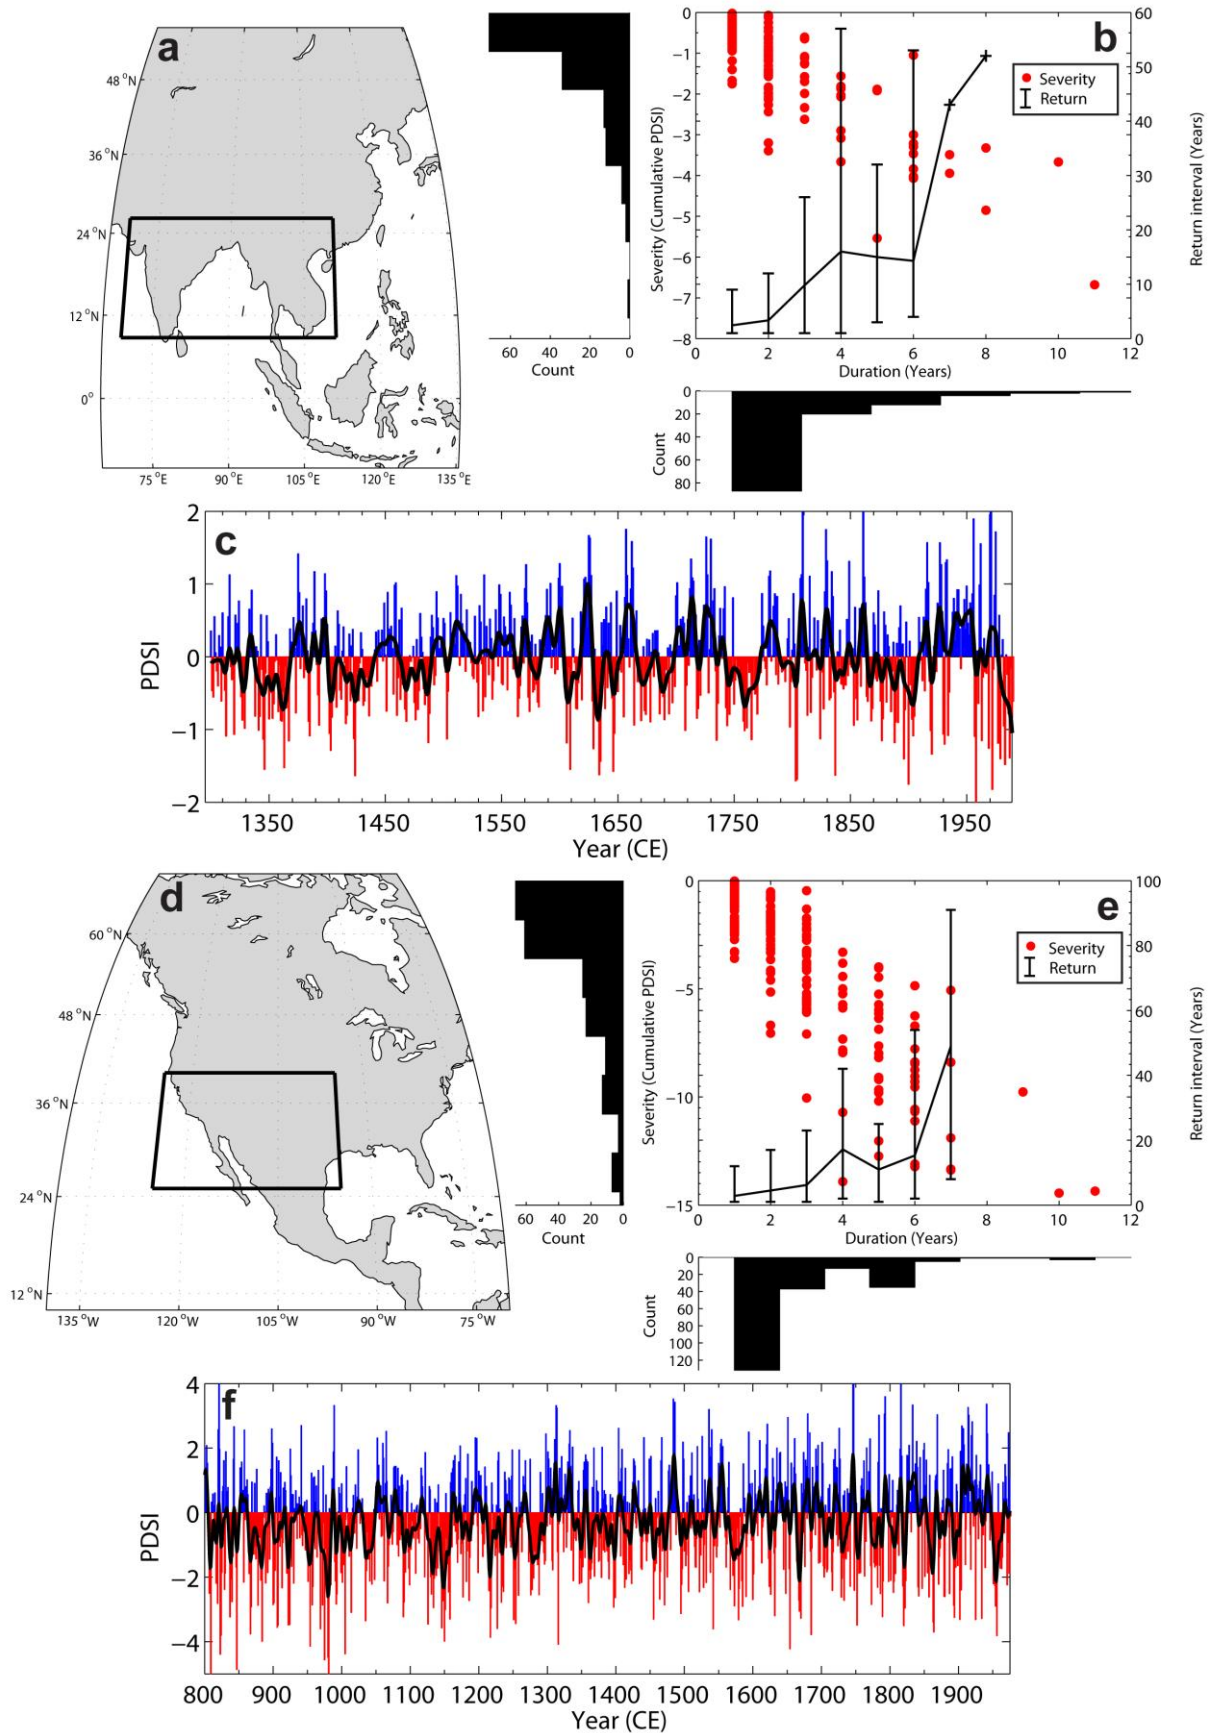 a
48 °N
36 °N
24 °N
12 °N
0°
75 °E
90 °E
105 °E
120 °E
135 °E
60
40
20
0
Count
b
0
−1
−2
−3
−4
−5
−6
−7
−8
Severity (Cumulative PDSI)
Severity
Return
60
50
40
30
20
10
0
Return interval (Years)
0
2
4
6
8
10
12
Duration (Years)
0
20
40
60
80
Count
c
2
1
0
−1
−2
PDSI
1350
1450
1550
1650
1750
1850
1950
Year (CE)
d
60 °N
48 °N
36 °N
24 °N
12 °N
135 °W
120 °W
105 °W
90 °W
75 °W
60
40
20
0
Count
e
0
−5
−10
−15
Severity (Cumulative PDSI)
Severity
Return
100
80
60
40
20
0
Return interval (Years)
0
2
4
6
8
10
12
Duration (Years)
0
20
40
60
80
100
120
Count
f
4
2
0
−2
−4
PDSI
800
900
1000
1100
1200
1300
1400
1500
1600
1700
1800
1900
Year (CE)